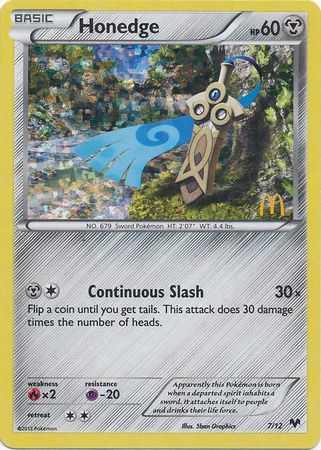 BASIC
Honedge HP60
NO. 679 Sword Pokémon HT: 2'07" WT: 4.4 lbs.
Continuous Slash 30×
Flip a coin until you get tails. This attack does 30 damage
times the number of heads.
weakness resistance
×2 -20
retreat
Apparently this Pokémon is born
when a departed spirit inhabits a
sword. It attaches itself to people
and drinks their life force.
©2013 Pokémon Illus. 5ban Graphics 7/12